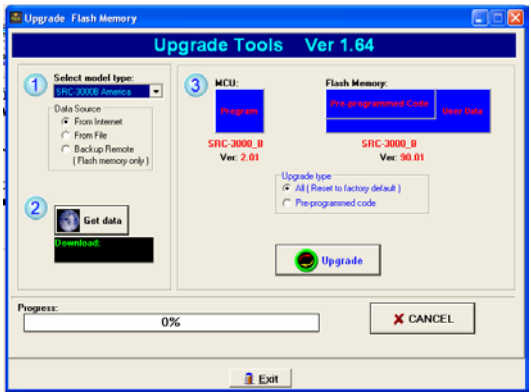 Upgrade Flash Memory
Upgrade Tools Ver 1.64
1
Select model type:
SRC-3000B America
Data Source
From Internet
From File
Backup Remote
( Flash memory only )
2
Get data
Download:
3
MCU:
Flash Memory:
Program
Pre-programmed Code
User Data
SRC-3000_B
SRC-3000_B
Ver: 2.01
Ver: 90.01
Upgrade type
All ( Reset to factory default )
Pre-programmed code
Upgrade
Progress:
0%
CANCEL
Exit